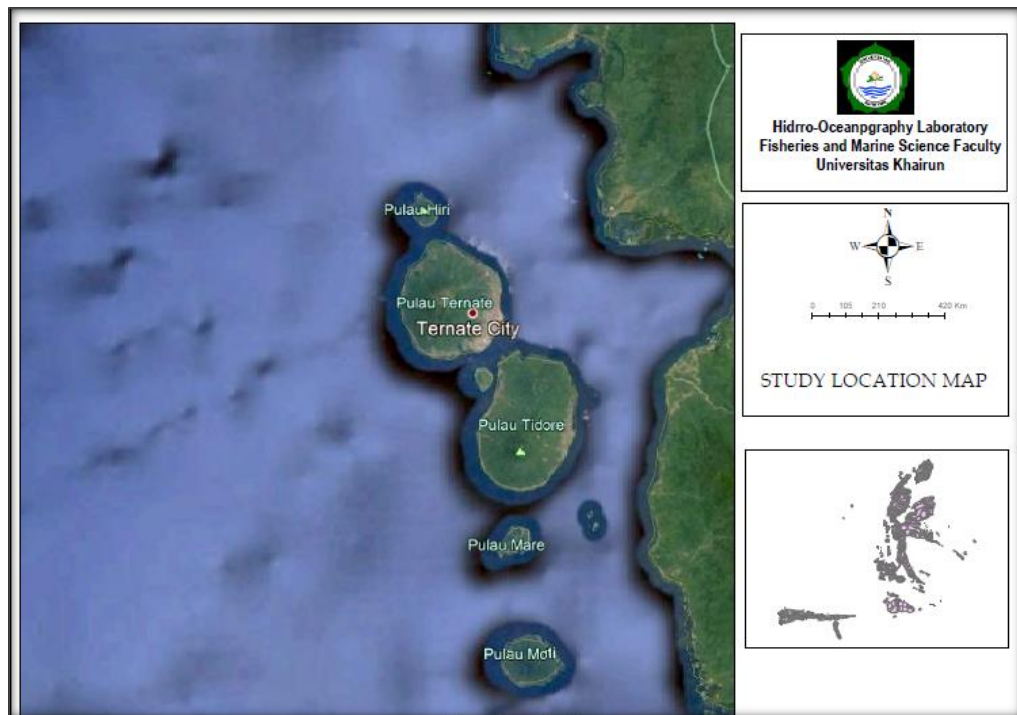 Pulau Hiri
Pulau Ternate
Ternate City
Pulau Tidore
Pulau Mare
Pulau Moti
Hidrro-Oceanpgraphy Laboratory
Fisheries and Marine Science Faculty
Universitas Khairun
N
W E
S
0 105 210 420 Km
STUDY LOCATION MAP